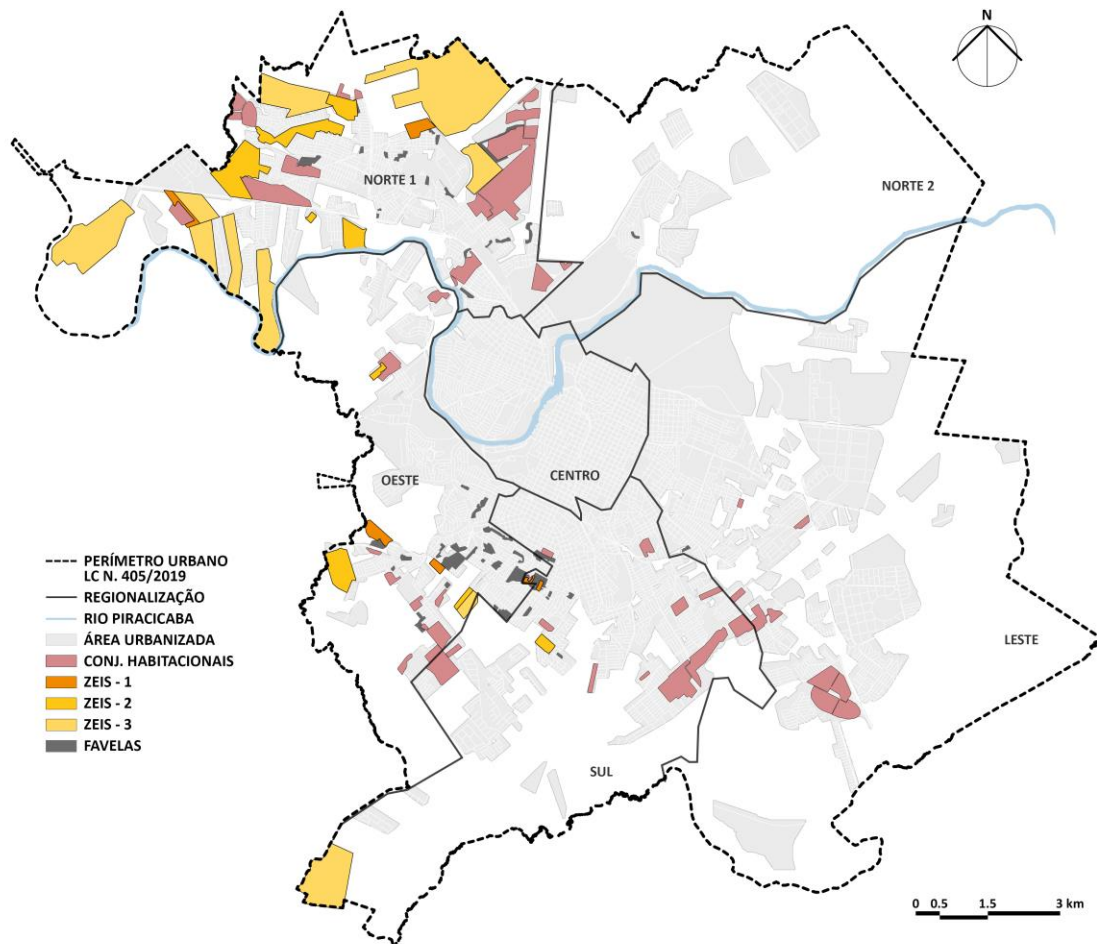 N
NORTE 1
NORTE 2
OESTE
CENTRO
LESTE
SUL
PERÍMETRO URBANO
LC N. 405/2019
REGIONALIZAÇÃO
RIO PIRACICABA
ÁREA URBANIZADA
CONJ. HABITACIONAIS
ZEIS - 1
ZEIS - 2
ZEIS - 3
FAVELAS
0 0.5 1.5 3 km